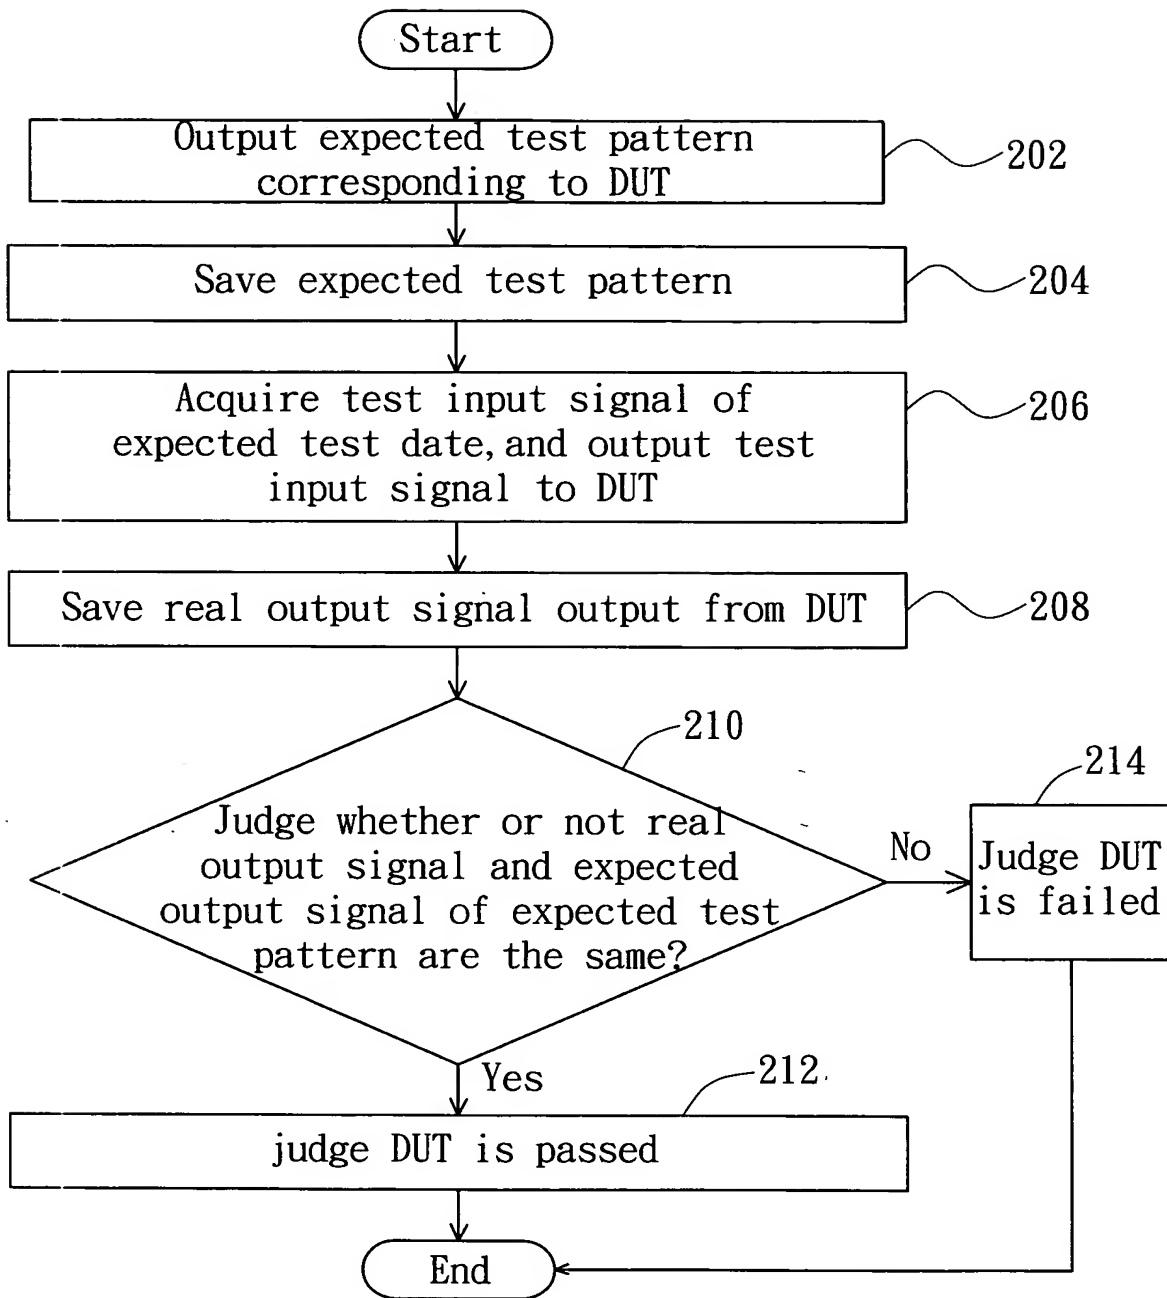 Start
Output expected test pattern
corresponding to DUT
202
Save expected test pattern
204
Acquire test input signal of
expected test date, and output test
input signal to DUT
206
Save real output signal output from DUT
208
210
Judge whether or not real
output signal and expected
output signal of expected test
pattern are the same?
No
214
Judge DUT
is failed
Yes
212
judge DUT is passed
End